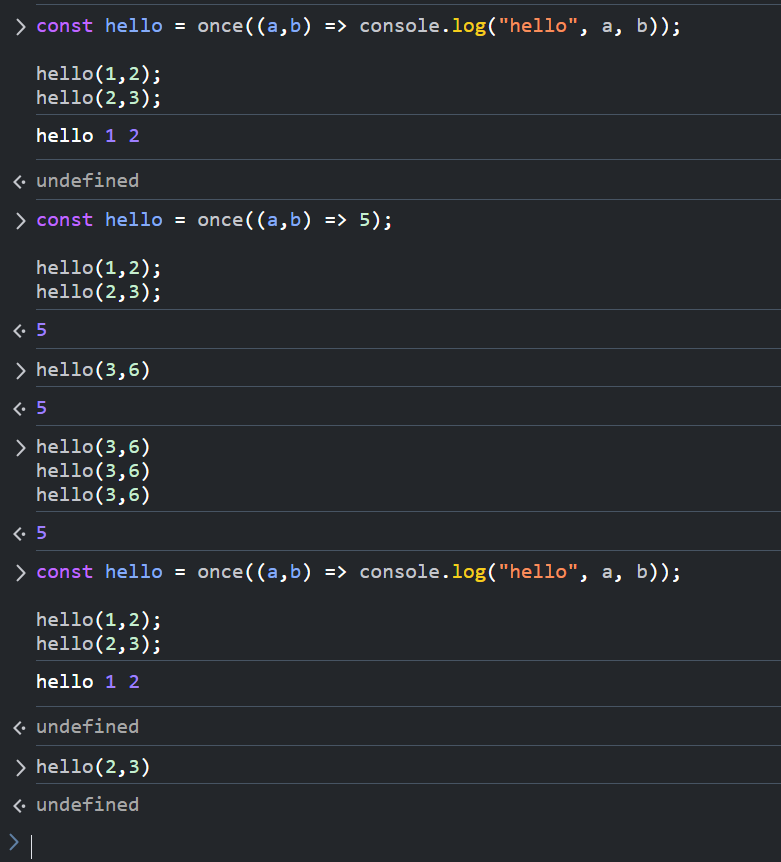 > const hello = once((a,b) => console.log("hello", a, b));
hello(1,2);
hello(2,3);
hello 1 2
<· undefined
> const hello = once((a,b) => 5);
hello(1,2);
hello(2,3);
<· 5
> hello(3,6)
<· 5
> hello(3,6)
hello(3,6)
hello(3,6)
<· 5
> const hello = once((a,b) => console.log("hello", a, b));
hello(1,2);
hello(2,3);
hello 1 2
<· undefined
> hello(2,3)
<· undefined
>